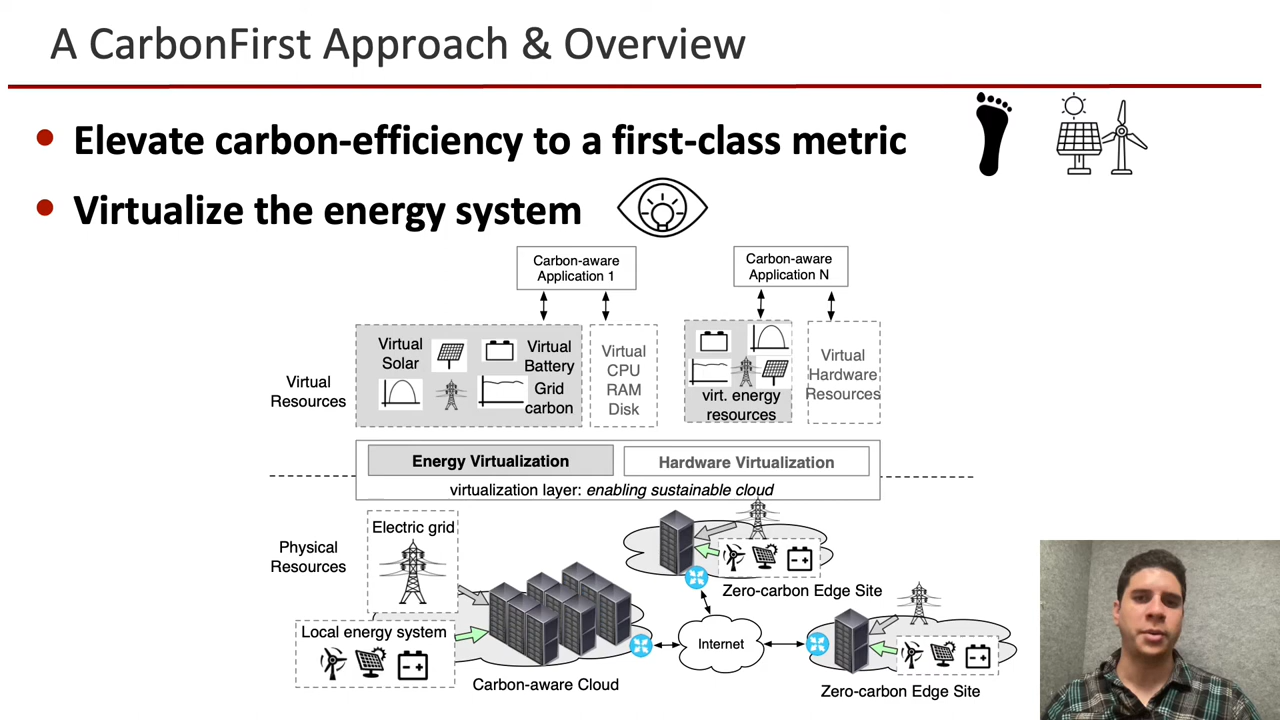 A CarbonFirst Approach & Overview
• Elevate carbon-efficiency to a first-class metric
• Virtualize the energy system
Carbon-aware
Application 1
Carbon-aware
Application N
Virtual
Resources
Virtual
Solar
Virtual
Battery
Grid
carbon
Virtual
CPU
RAM
Disk
virt. energy
resources
Virtual
Hardware
Resources
Energy Virtualization
Hardware Virtualization
virtualization layer: enabling sustainable cloud
Physical
Resources
Electric grid
Local energy system
Carbon-aware Cloud
Internet
Zero-carbon Edge Site
Zero-carbon Edge Site